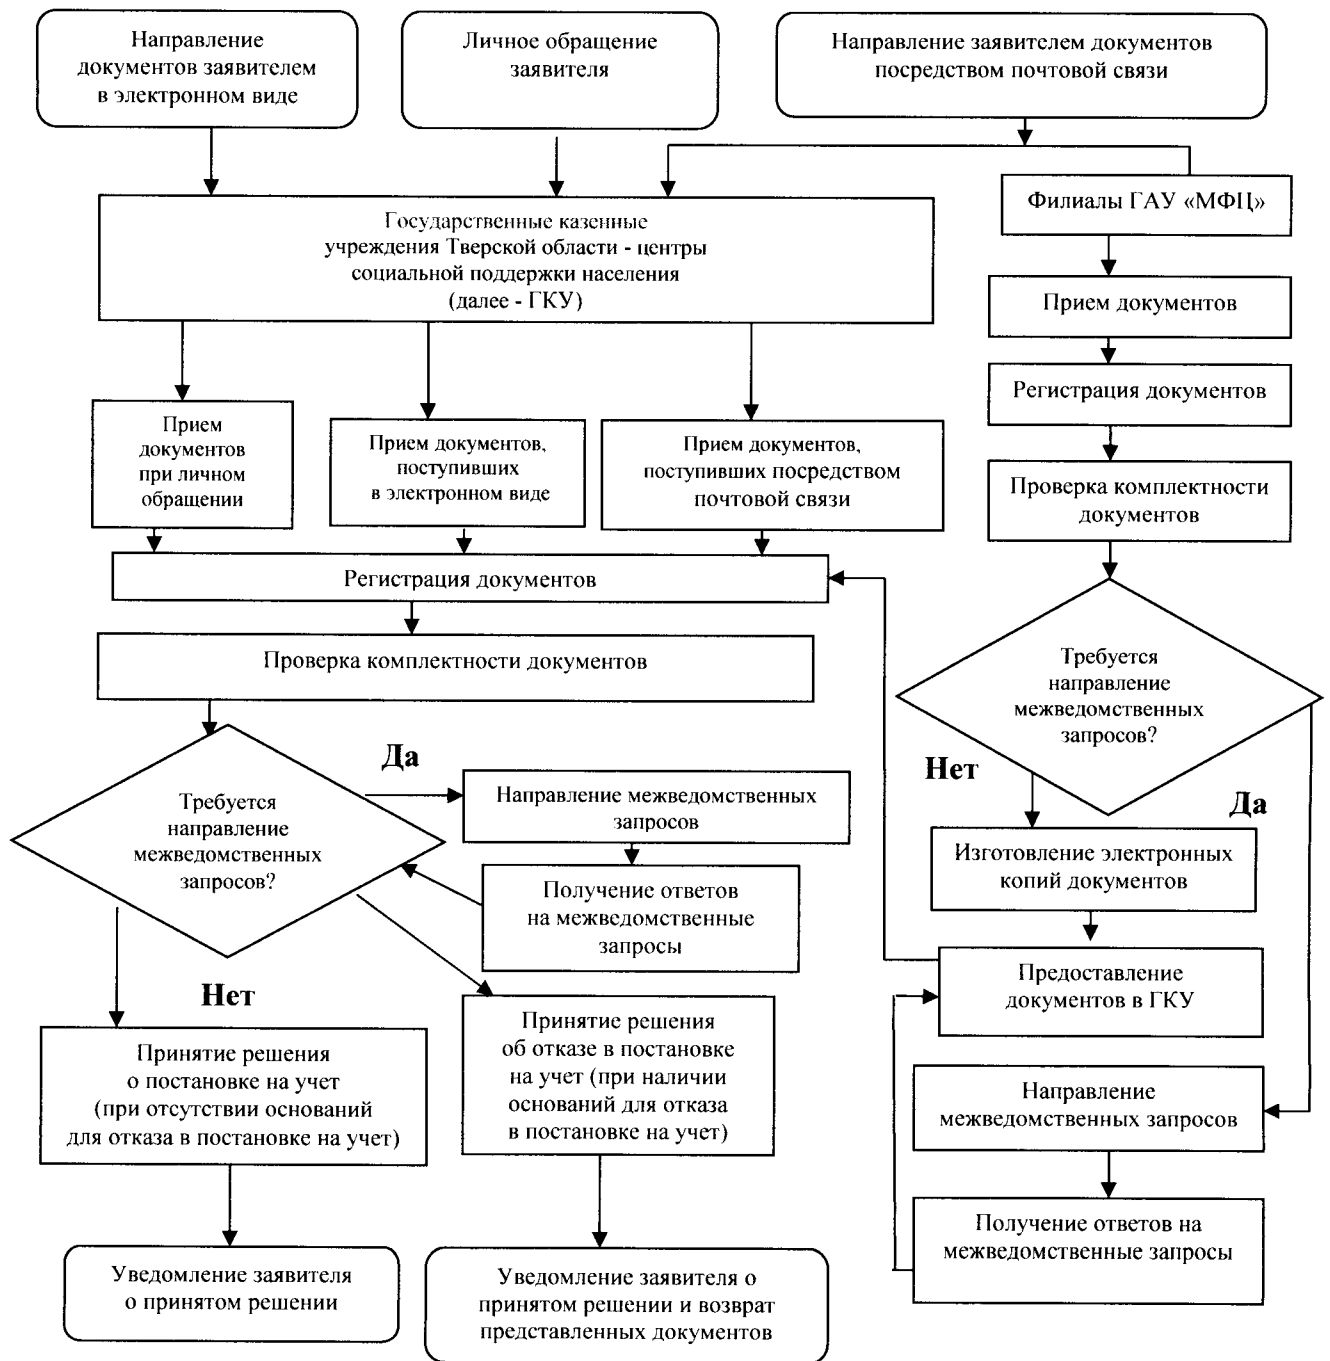 Направление
документов заявителем
в электронном виде
Личное обращение
заявителя
Направление заявителем документов
посредством почтовой связи
Филиалы ГАУ «МФЦ»
Государственные казенные
учреждения Тверской области - центры
социальной поддержки населения
(далее - ГКУ)
Прием документов
Регистрация документов
Прием
документов
при личном
обращении
Прием документов,
поступивших
в электронном виде
Прием документов,
поступивших посредством
почтовой связи
Проверка комплектности
документов
Регистрация документов
Проверка комплектности документов
Требуется
направление
межведомственных
запросов?
Нет
Да
Да
Требуется
направление
межведомственных
запросов?
Направление межведомственных
запросов
Изготовление электронных
копий документов
Получение ответов
на межведомственные
запросы
Нет
Предоставление
документов в ГКУ
Принятие решения
о постановке на учет
(при отсутствии оснований
для отказа в постановке на учет)
Принятие решения
об отказе в постановке
на учет (при наличии
оснований для отказа
в постановке на учет)
Направление
межведомственных запросов
Получение ответов на
межведомственные запросы
Уведомление заявителя
о принятом решении
Уведомление заявителя о
принятом решении и возврат
представленных документов